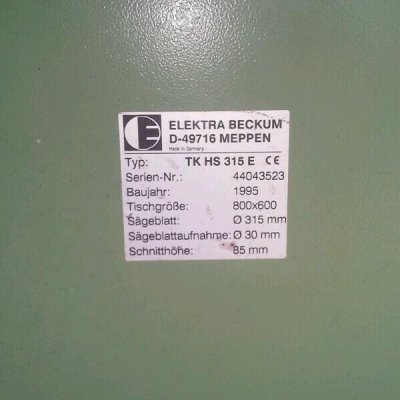 ELEKTRA BECKUM
D-49716 MEPPEN
Made in Germany
Typ: TK HS 315 E CE
Serien-Nr.: 44043523
Baujahr: 1995
Tischgröße: 800x600
Sägeblatt: Ø 315 mm
Sägeblattaufnahme: Ø 30 mm
Schnitthöhe: 85 mm